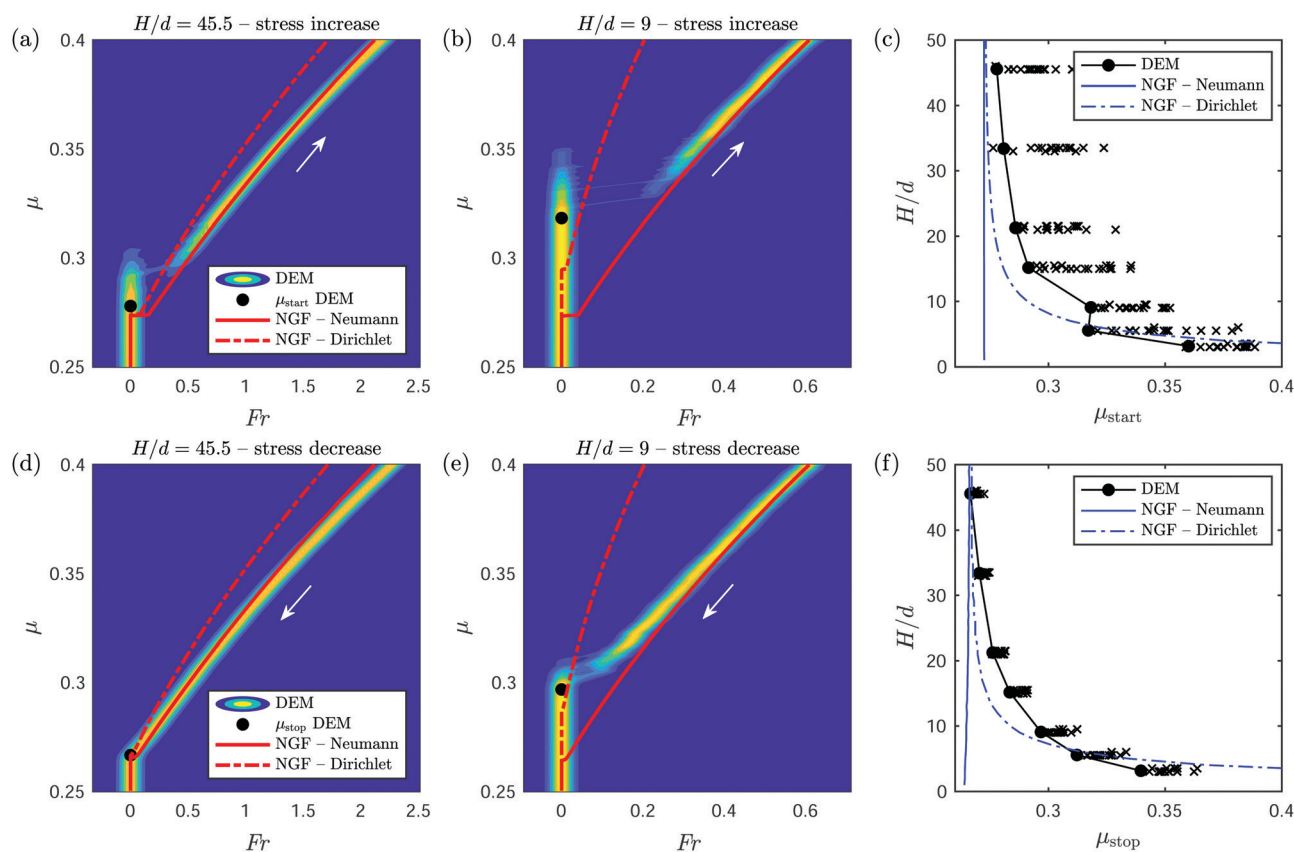 (a)
H/d = 45.5 – stress increase
0.4
0.35
0.3
0.25
μ
0
0.5
1
1.5
2
2.5
Fr
DEM
μstart DEM
NGF – Neumann
NGF – Dirichlet
(b)
H/d = 9 – stress increase
0.4
0.35
0.3
0.25
μ
0
0.2
0.4
0.6
Fr
(c)
50
40
30
20
10
0
H/d
0.3
0.35
0.4
μstart
DEM
NGF – Neumann
NGF – Dirichlet
(d)
H/d = 45.5 – stress decrease
0.4
0.35
0.3
0.25
μ
0
0.5
1
1.5
2
2.5
Fr
DEM
μstop DEM
NGF – Neumann
NGF – Dirichlet
(e)
H/d = 9 – stress decrease
0.4
0.35
0.3
0.25
μ
0
0.2
0.4
0.6
Fr
(f)
50
40
30
20
10
0
H/d
0.3
0.35
0.4
μstop
DEM
NGF – Neumann
NGF – Dirichlet